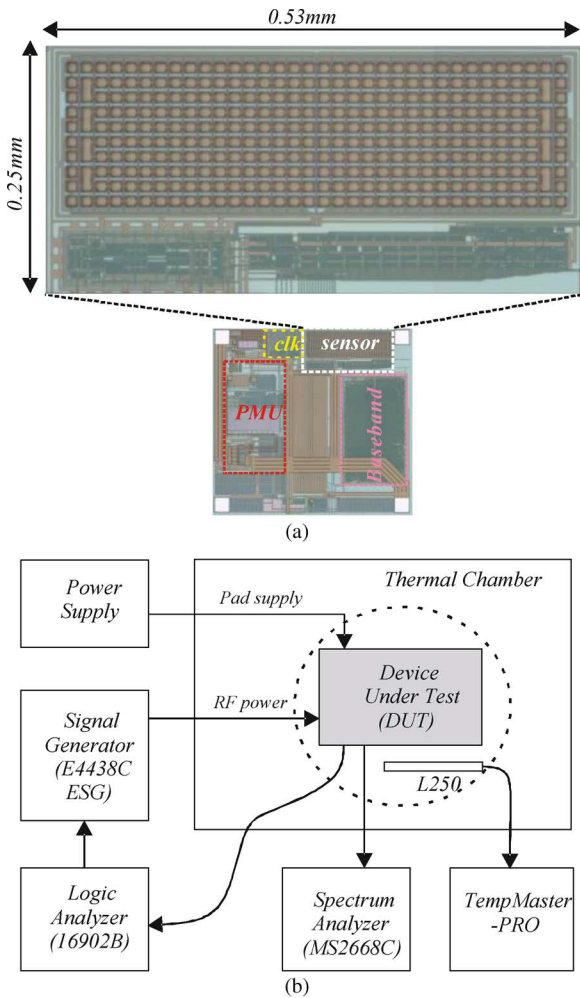 0.53mm
0.25mm
clk
sensor
PMU
Baseband
(a)
Power
Supply
Pad supply
Thermal Chamber
Device
Under Test
(DUT)
RF power
Signal
Generator
(E4438C
ESG)
L250
Logic
Analyzer
(16902B)
Spectrum
Analyzer
(MS2668C)
TempMaster
-PRO
(b)